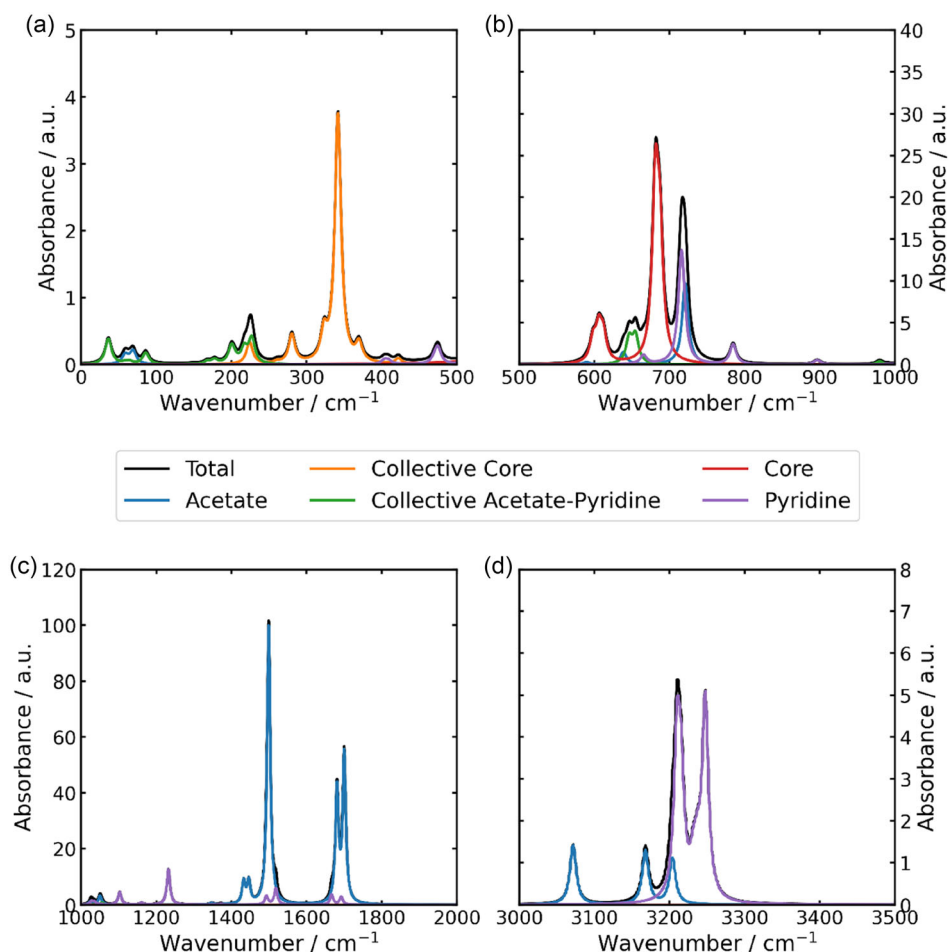 (a)
5
4
3
2
1
0
Absorbance / a.u.
0 100 200 300 400 500
Wavenumber / cm⁻¹
(b)
40
35
30
25
20
15
10
5
0
Absorbance / a.u.
500 600 700 800 900 1000
Wavenumber / cm⁻¹
Total Collective Core Core
Acetate Collective Acetate-Pyridine Pyridine
(c)
120
100
80
60
40
20
0
Absorbance / a.u.
1000 1200 1400 1600 1800 2000
Wavenumber / cm⁻¹
(d)
8
7
6
5
4
3
2
1
0
Absorbance / a.u.
3000 3100 3200 3300 3400 3500
Wavenumber / cm⁻¹